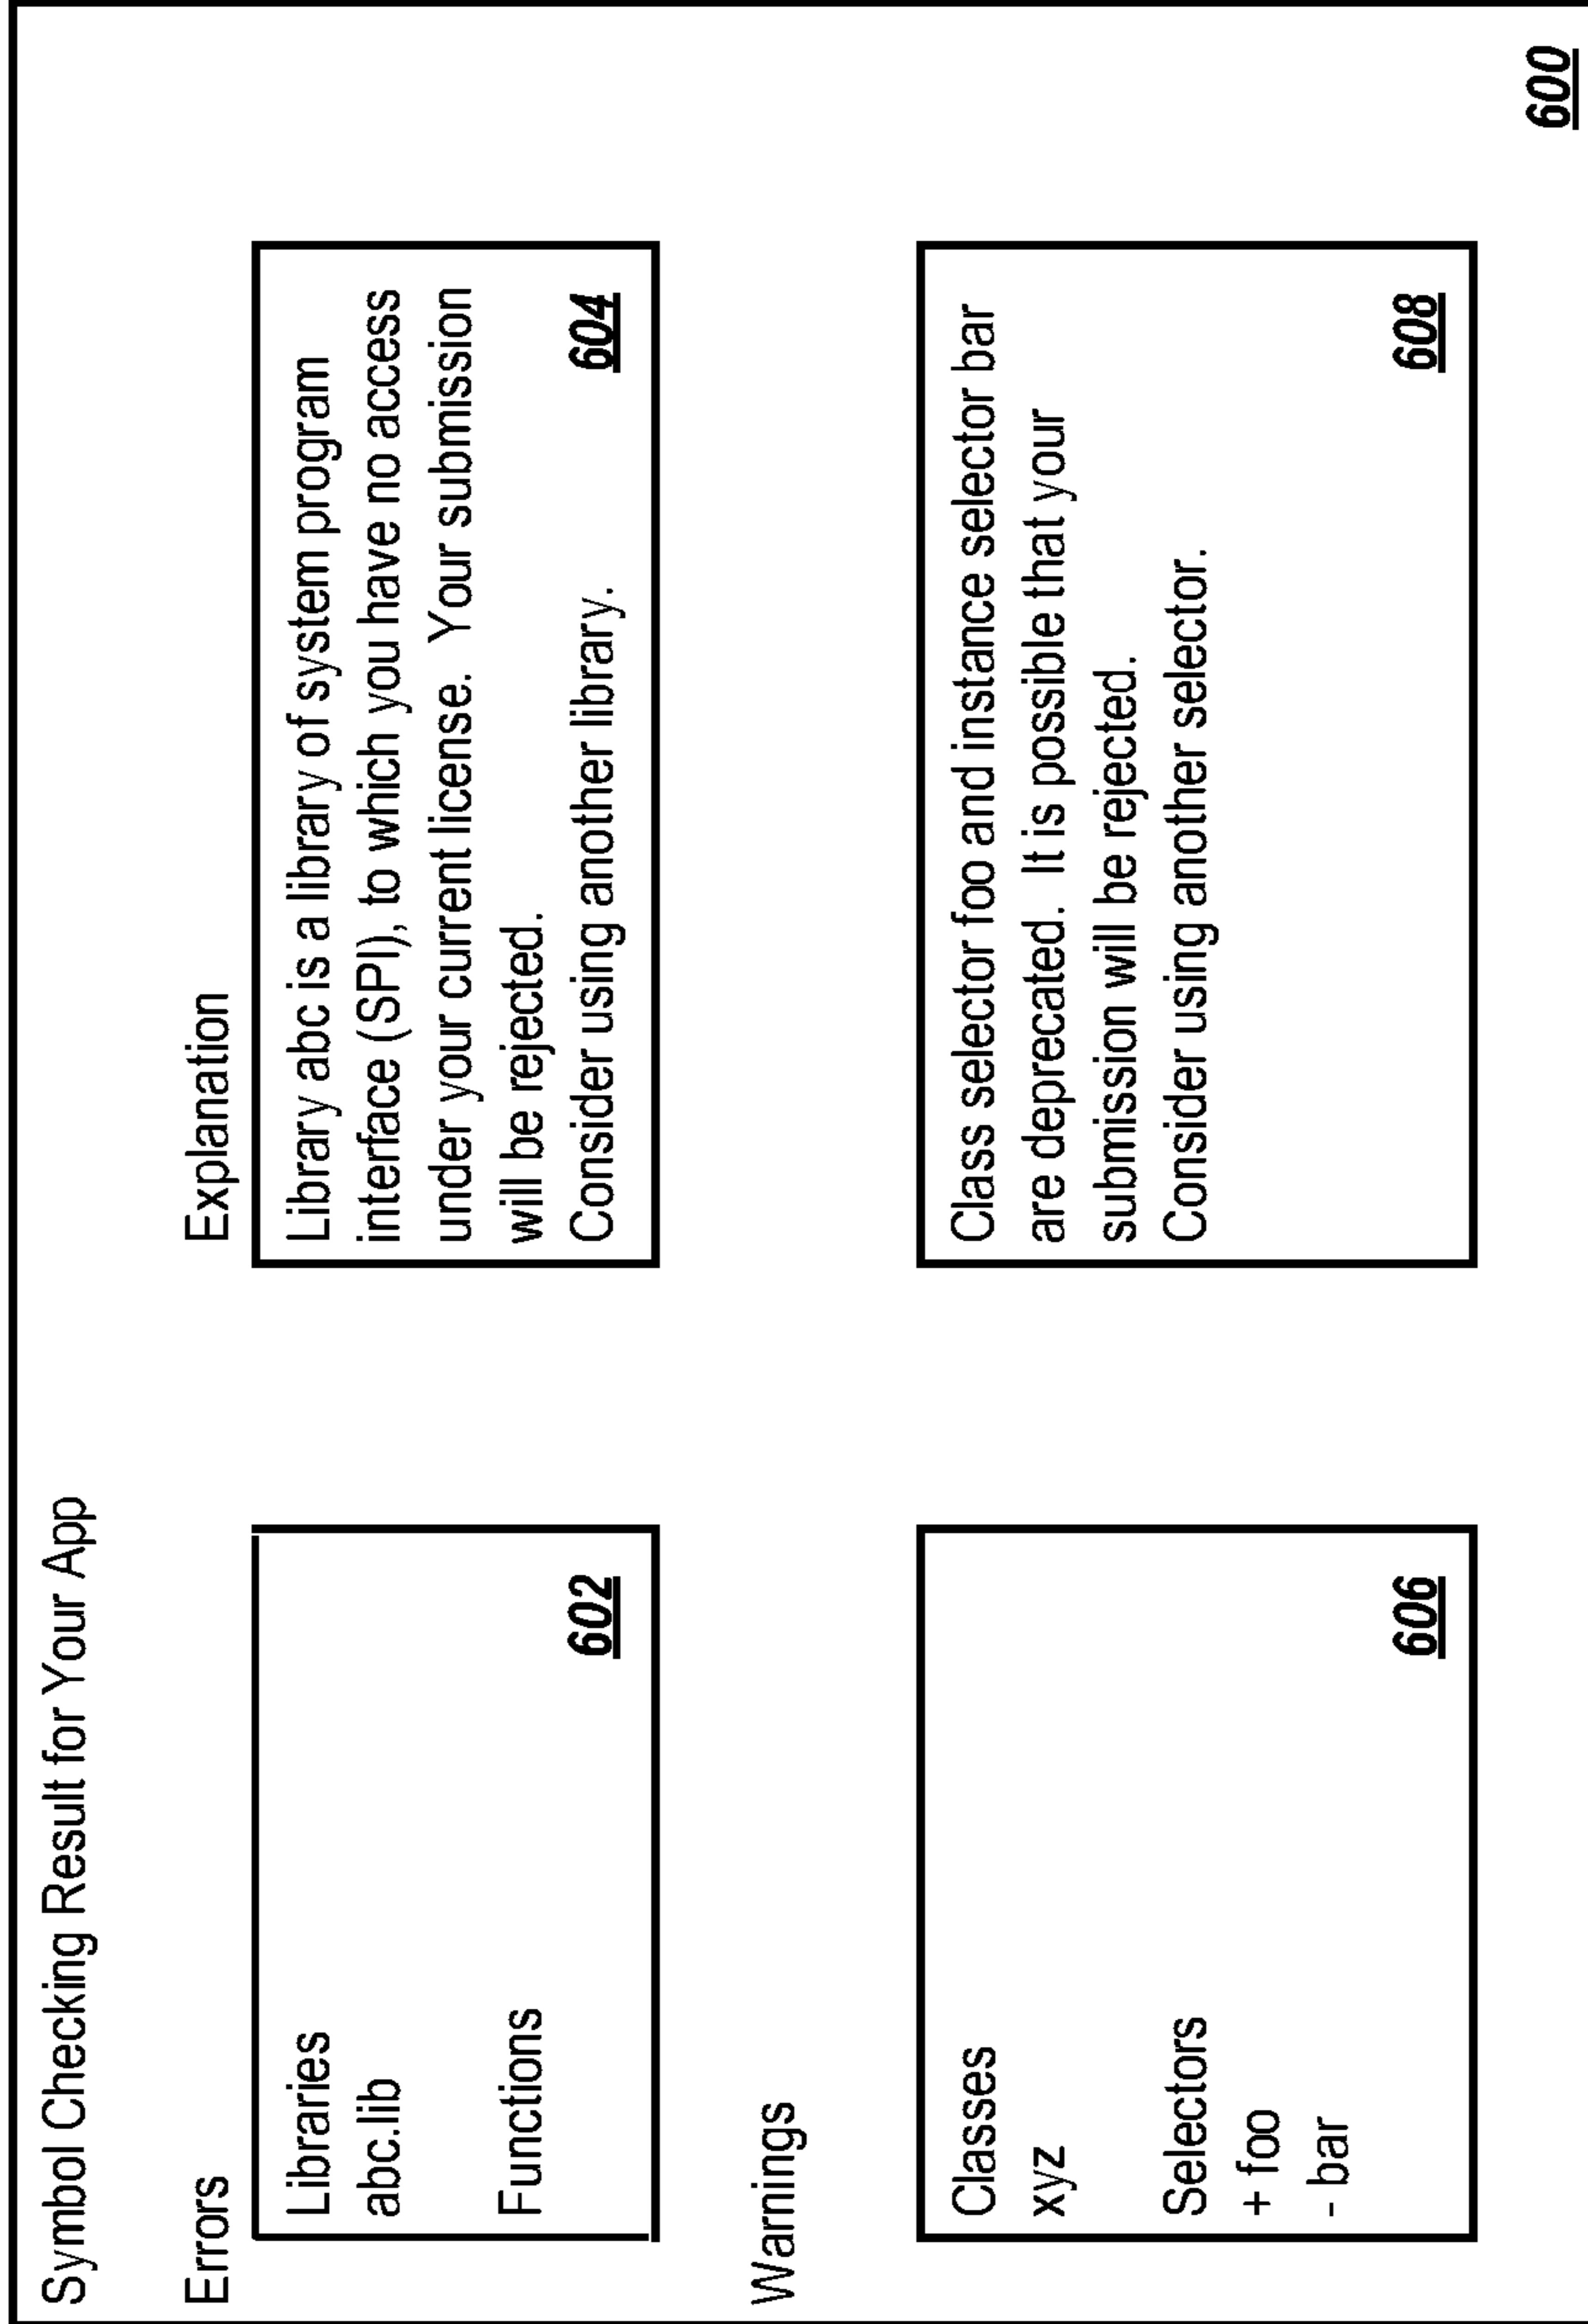 Symbol Checking Result for Your App
Errors
Explanation
Libraries
abc.lib
Functions
602
Library abc is a library of system program
interface (SPI), to which you have no access
under your current license. Your submission
will be rejected.
Consider using another library.
604
Warnings
Classes
xyz
Selectors
+ foo
- bar
606
Class selector foo and instance selector bar
are deprecated. It is possible that your
submission will be rejected.
Consider using another selector.
608
600